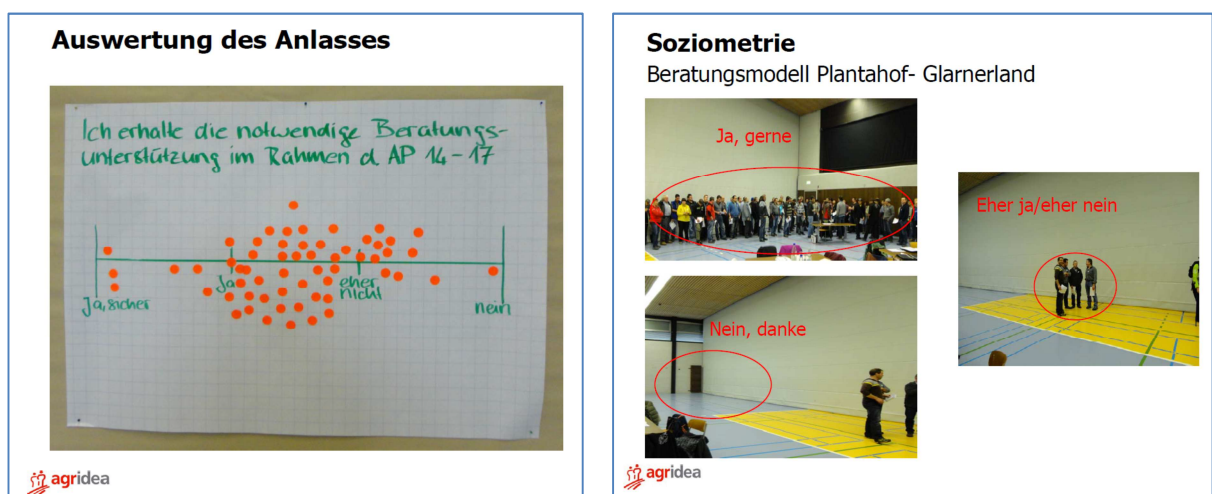 Auswertung des Anlasses
Ich erhalte die notwendige Beratungs-
unterstützung im Rahmen d. AP 14-17
Ja, sicher
Ja
eher
nicht
nein
agridea
Soziometrie
Beratungsmodell Plantahof- Glarnerland
Ja, gerne
Eher ja/eher nein
Nein, danke
agridea